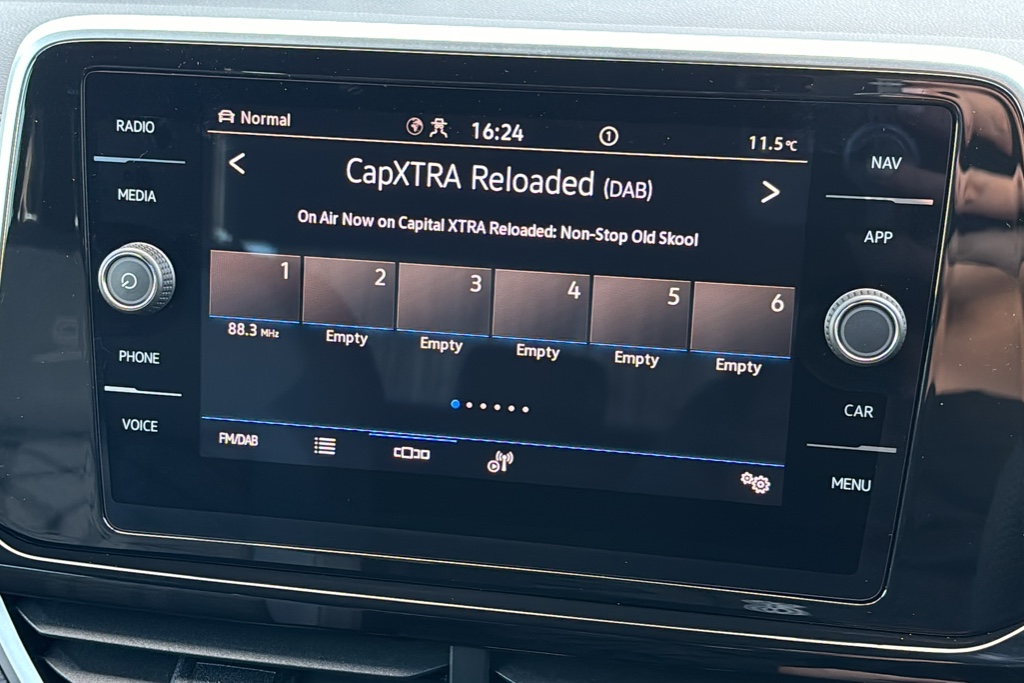 RADIO
MEDIA
PHONE
VOICE
Normal
16:24
1
11.5°C
< CapXTRA Reloaded (DAB) >
On Air Now on Capital XTRA Reloaded: Non-Stop Old Skool
1 2 3 4 5 6
88.3 MHz Empty Empty Empty Empty Empty
FM/DAB
NAV
APP
CAR
MENU